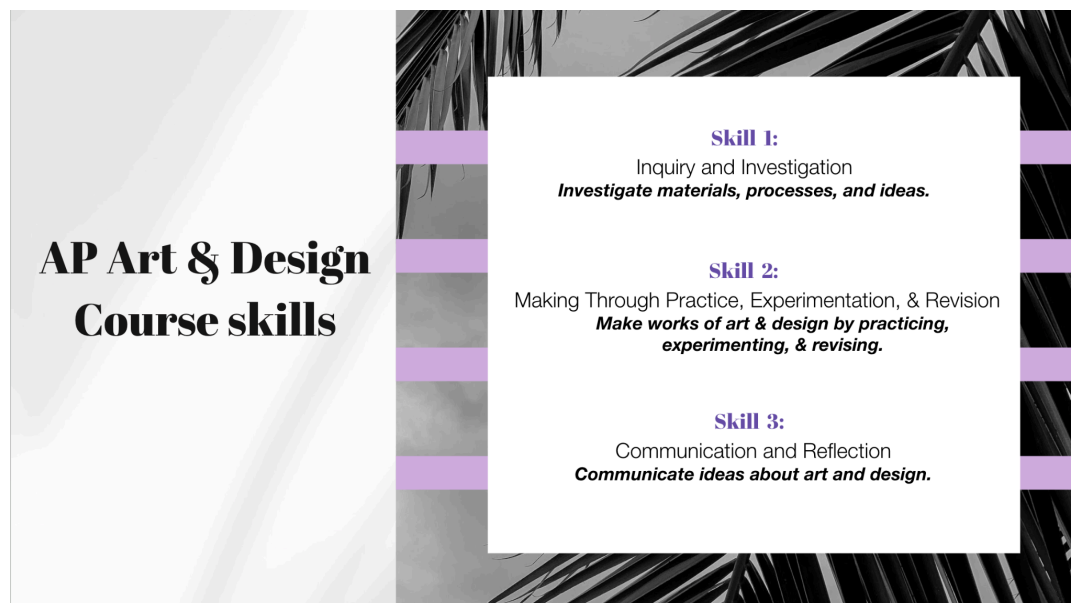 AP Art & Design
Course skills
Skill 1:
Inquiry and Investigation
Investigate materials, processes, and ideas.
Skill 2:
Making Through Practice, Experimentation, & Revision
Make works of art & design by practicing,
experimenting, & revising.
Skill 3:
Communication and Reflection
Communicate ideas about art and design.